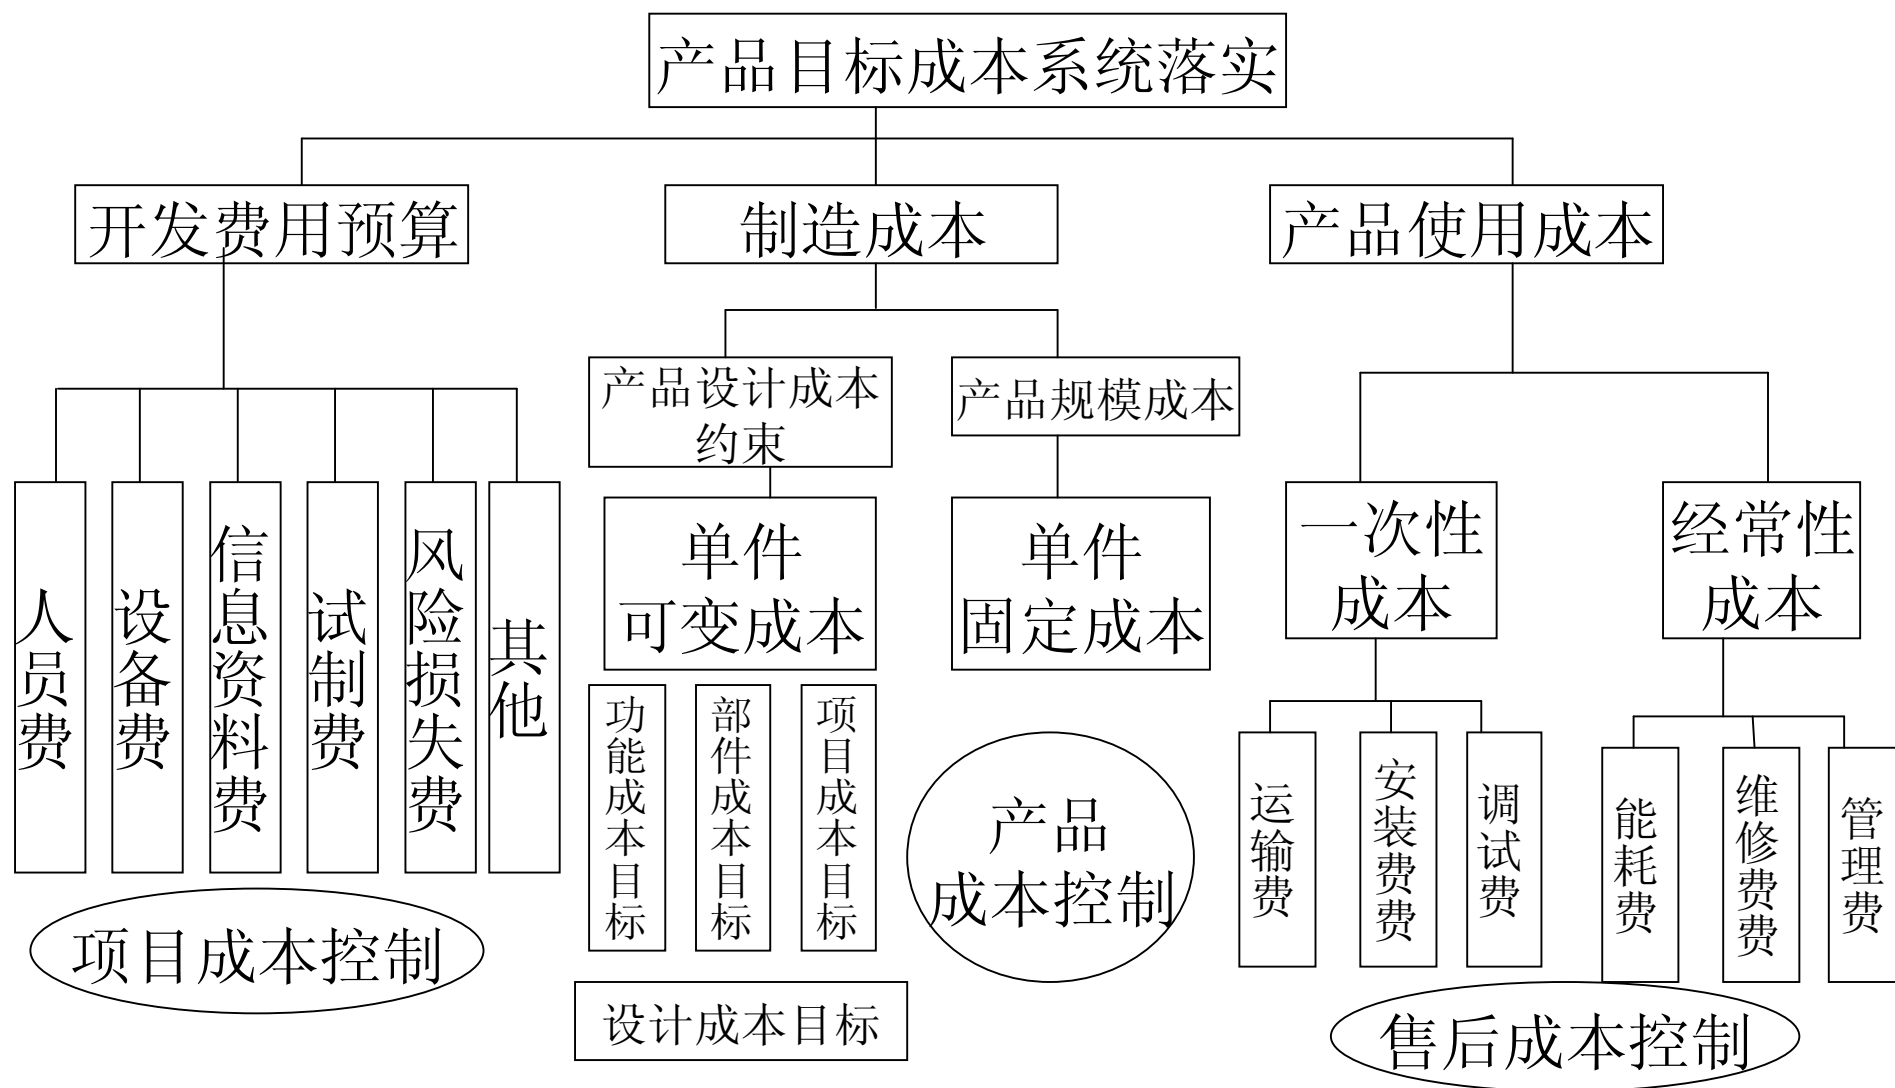 产品目标成本系统落实
开发费用预算
制造成本
产品使用成本
产品设计成本
约束
产品规模成本
人员费
设备费
信息资料费
试制费
风险损失费
其他
单件
可变成本
单件
固定成本
一次性
成本
经常性
成本
功能成本目标
部件成本目标
项目成本目标
产品
成本控制
运输费
安装费费
调试费
能耗费
维修费费
管理费
项目成本控制
设计成本目标
售后成本控制